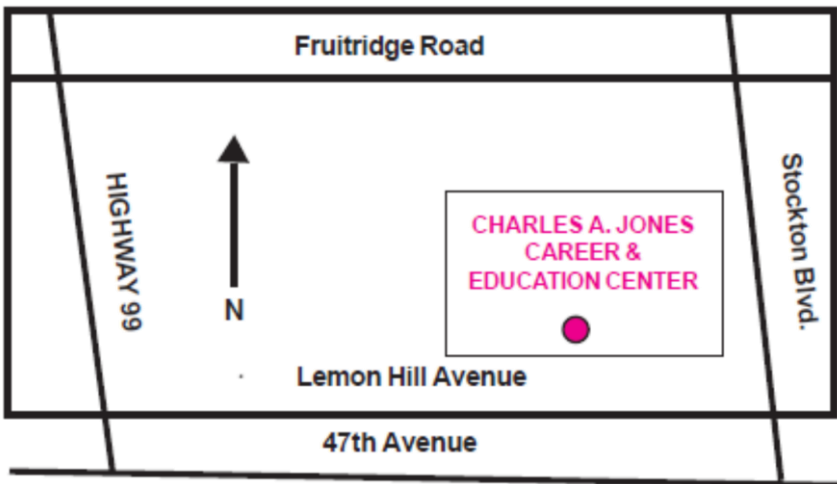 Fruitridge Road
HIGHWAY 99
N
CHARLES A. JONES
CAREER &
EDUCATION CENTER
Stockton Blvd.
Lemon Hill Avenue
47th Avenue